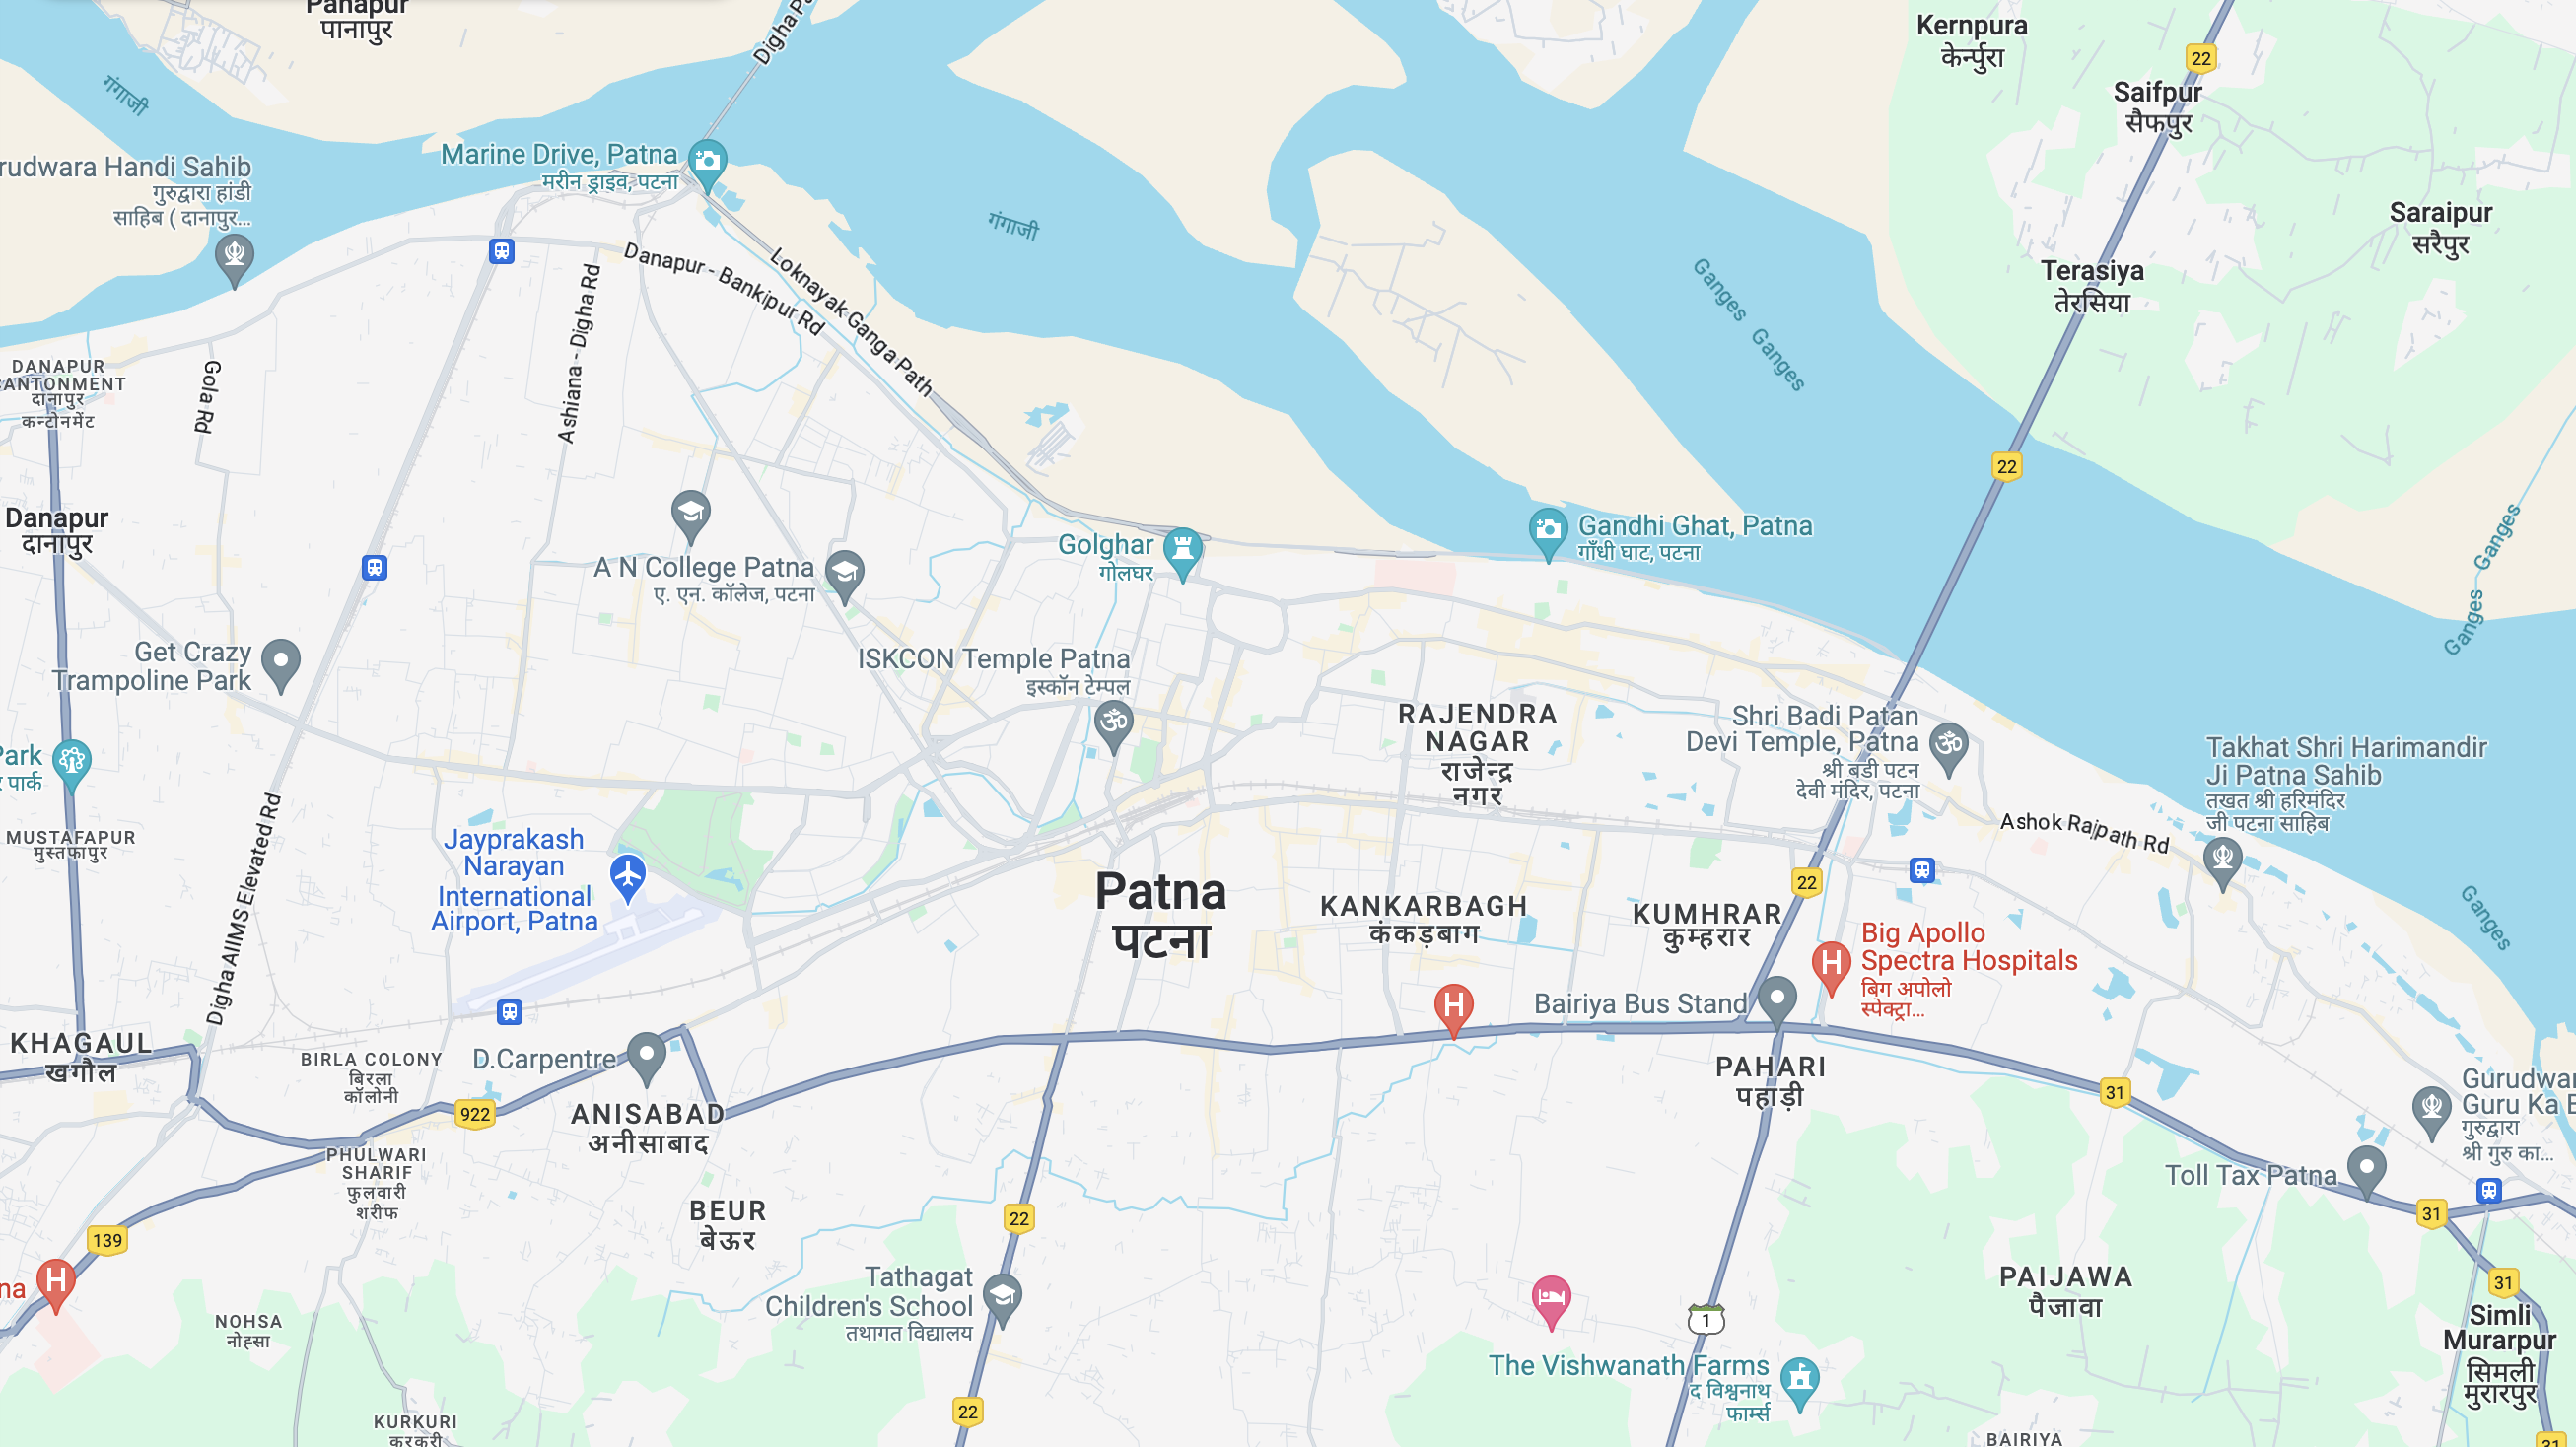 Panapur
पानापुर
Digha Pa
Kernpura
केर्न्पुरा
22
Saifpur
सैफपुर
गंगाजी
Marine Drive, Patna
मरीन ड्राइव, पटना
rudwara Handi Sahib
गुरुद्वारा हांडी
साहिब ( दानापुर...
गंगाजी
Saraipur
सरैपुर
Terasiya
तेरसिया
Danapur - Bankipur Rd
Loknayak Ganga Path
Ashiana - Digha Rd
Ganges
Ganges
DANAPUR
CANTONMENT
दानापुर
कन्टोनमेंट
Gola Rd
22
Danapur
दानापुर
Golghar
गोलघर
Gandhi Ghat, Patna
गाँधी घाट, पटना
Ganges
Ganges
A N College Patna
ए. एन. कॉलेज, पटना
Get Crazy
Trampoline Park
ISKCON Temple Patna
इस्कॉन टेम्पल
RAJENDRA
NAGAR
राजेन्द्र
नगर
Shri Badi Patan
Devi Temple, Patna
श्री बडी पटन
देवी मंदिर, पटना
Takhat Shri Harimandir
Ji Patna Sahib
तखत श्री हरिमंदिर
जी पटना साहिब
Park
र पार्क
MUSTAFAPUR
मुस्तफापुर
Ashok Rajpath Rd
Jayprakash
Narayan
International
Airport, Patna
Digha AIIMS Elevated Rd
Patna
पटना
KANKARBAGH
कंकड़बाग
KUMHRAR
कुम्हरार
22
Big Apollo
Spectra Hospitals
बिग अपोलो
स्पेक्ट्रा...
Ganges
Bairiya Bus Stand
KHAGAUL
खगौल
BIRLA COLONY
बिरला
कॉलोनी
D.Carpentre
PAHARI
पहाड़ी
922
ANISABAD
अनीसाबाद
31
Gurudwar
Guru Ka B
गुरुद्वारा
श्री गुरु का...
PHULWARI
SHARIF
फुलवारी
शरीफ
Toll Tax Patna
139
BEUR
बेऊर
22
31
na
Tathagat
Children's School
तथागत विद्यालय
PAIJAWA
पैजावा
31
NOHSA
नोह्सा
1
Simli
Murarpur
सिमली
मुरारपुर
The Vishwanath Farms
द विश्वनाथ
फार्म्स
22
KURKURI
कुरकुरी
BAIRIYA
31